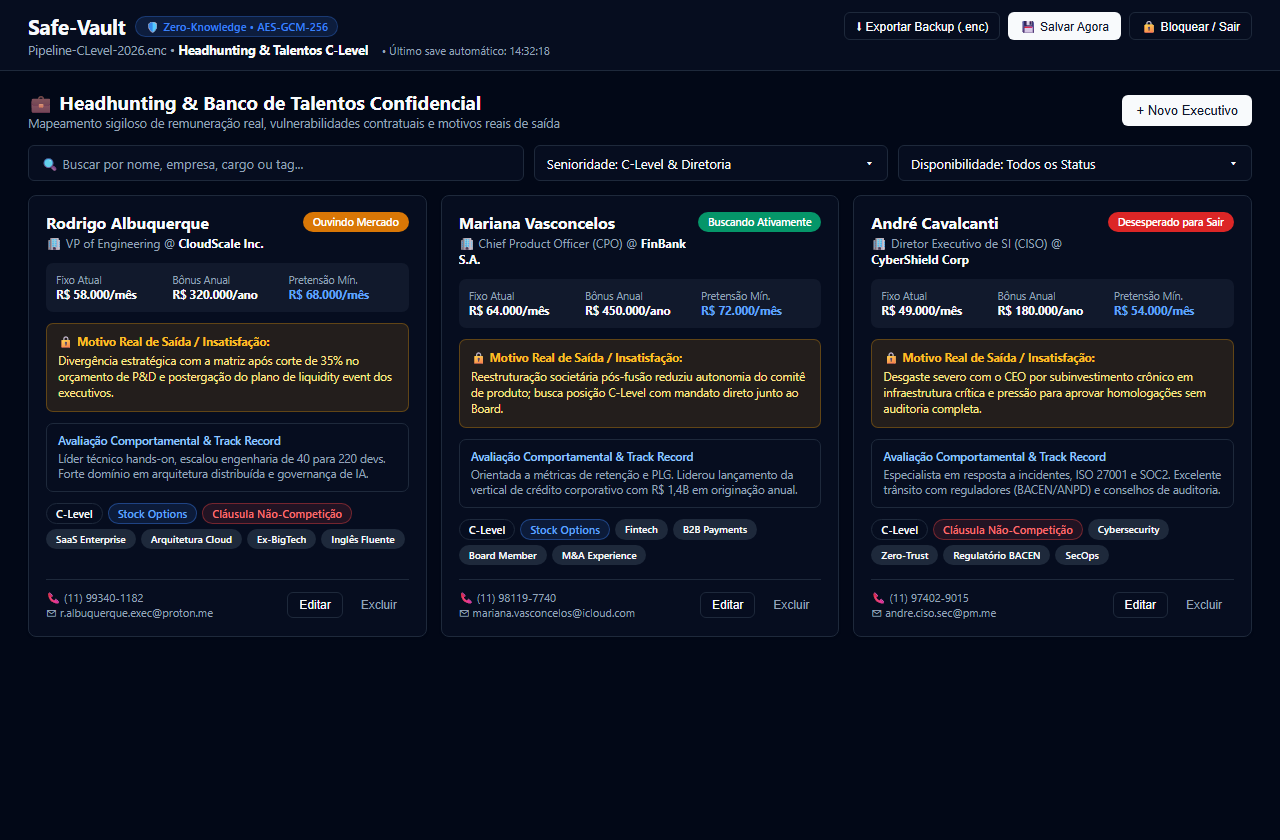 Safe-Vault
Zero-Knowledge • AES-GCM-256
Pipeline-CLevel-2026.enc • Headhunting & Talentos C-Level • Último save automático: 14:32:18
⬇ Exportar Backup (.enc)
Salvar Agora
Bloquear / Sair
Headhunting & Banco de Talentos Confidencial
Mapeamento sigiloso de remuneração real, vulnerabilidades contratuais e motivos reais de saída
+ Novo Executivo
Buscar por nome, empresa, cargo ou tag...
Senioridade: C-Level & Diretoria
Disponibilidade: Todos os Status
Rodrigo Albuquerque
Ouvindo Mercado
VP of Engineering @ CloudScale Inc.
Fixo Atual
R$ 58.000/mês
Bônus Anual
R$ 320.000/ano
Pretensão Mín.
R$ 68.000/mês
Motivo Real de Saída / Insatisfação:
Divergência estratégica com a matriz após corte de 35% no
orçamento de P&D e postergação do plano de liquidity event dos
executivos.
Avaliação Comportamental & Track Record
Líder técnico hands-on, escalou engenharia de 40 para 220 devs.
Forte domínio em arquitetura distribuída e governança de IA.
C-Level
Stock Options
Cláusula Não-Competição
SaaS Enterprise
Arquitetura Cloud
Ex-BigTech
Inglês Fluente
(11) 99340-1182
r.albuquerque.exec@proton.me
Editar
Excluir
Mariana Vasconcelos
Buscando Ativamente
Chief Product Officer (CPO) @ FinBank
S.A.
Fixo Atual
R$ 64.000/mês
Bônus Anual
R$ 450.000/ano
Pretensão Mín.
R$ 72.000/mês
Motivo Real de Saída / Insatisfação:
Reestruturação societária pós-fusão reduziu autonomia do comitê
de produto; busca posição C-Level com mandato direto junto ao
Board.
Avaliação Comportamental & Track Record
Orientada a métricas de retenção e PLG. Liderou lançamento da
vertical de crédito corporativo com R$ 1,4B em originação anual.
C-Level
Stock Options
Fintech
B2B Payments
Board Member
M&A Experience
(11) 98119-7740
mariana.vasconcelos@icloud.com
Editar
Excluir
André Cavalcanti
Desesperado para Sair
Diretor Executivo de SI (CISO) @
CyberShield Corp
Fixo Atual
R$ 49.000/mês
Bônus Anual
R$ 180.000/ano
Pretensão Mín.
R$ 54.000/mês
Motivo Real de Saída / Insatisfação:
Desgaste severo com o CEO por subinvestimento crônico em
infraestrutura crítica e pressão para aprovar homologações sem
auditoria completa.
Avaliação Comportamental & Track Record
Especialista em resposta a incidentes, ISO 27001 e SOC2. Excelente
trânsito com reguladores (BACEN/ANPD) e conselhos de auditoria.
C-Level
Cláusula Não-Competição
Cybersecurity
Zero-Trust
Regulatório BACEN
SecOps
(11) 97402-9015
andre.ciso.sec@pm.me
Editar
Excluir